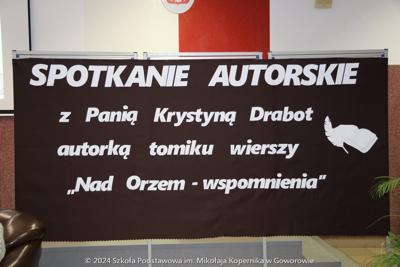 SPOTKANIE AUTORSKIE
z Panią Krystyną Drabot
autorką tomiku wierszy
„Nad Orzem - wspomnienia"
© 2024 Szkoła Podstawowa im. Mikołaja Kopernika w Goworowie